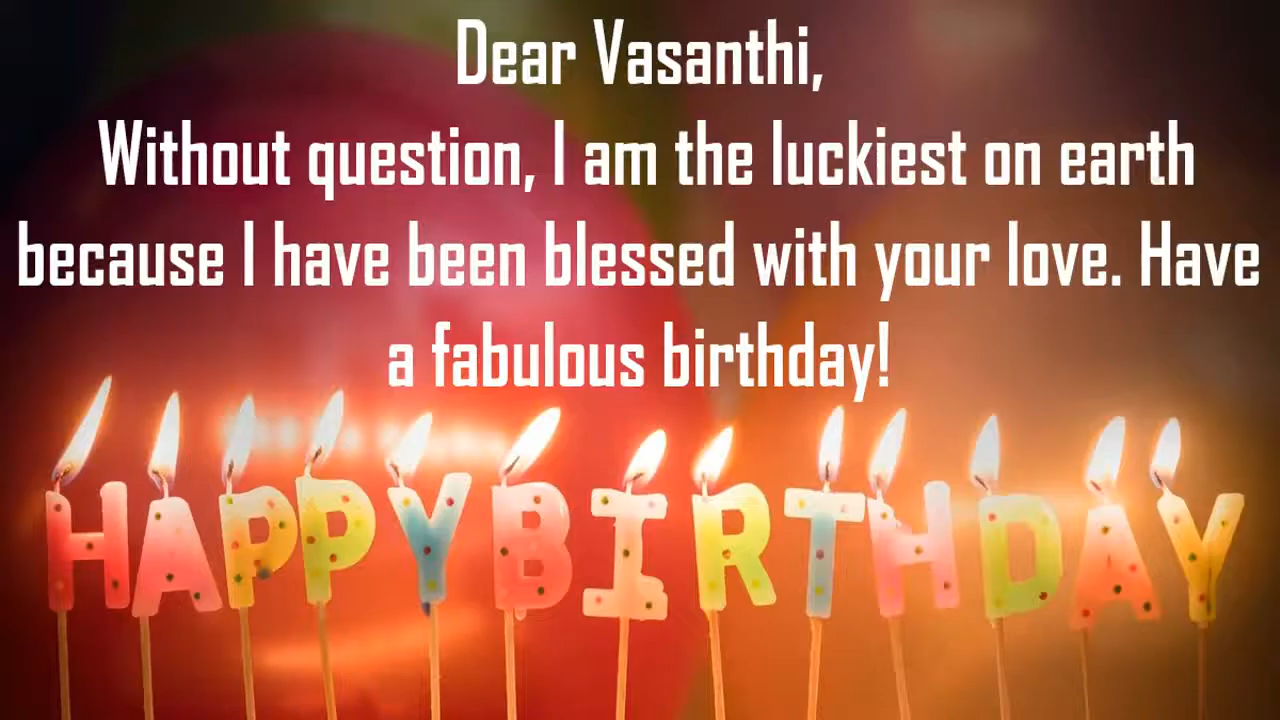 Dear Vasanthi,
Without question, I am the luckiest on earth
because I have been blessed with your love. Have
a fabulous birthday!
HAPPY BIRTHDAY